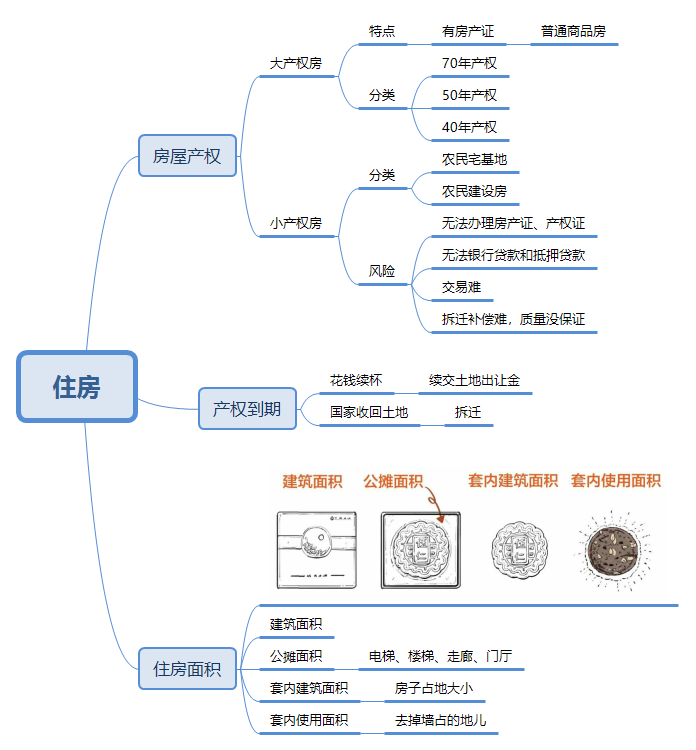 特点
有房产证
普通商品房
大产权房
70年产权
分类
50年产权
40年产权
房屋产权
分类
农民宅基地
农民建设房
小产权房
无法办理房产证、产权证
无法银行贷款和抵押贷款
风险
交易难
拆迁补偿难，质量没保证
住房
产权到期
花钱续杯
续交土地出让金
国家收回土地
拆迁
建筑面积 公摊面积 套内建筑面积 套内使用面积
住房面积
建筑面积
公摊面积
电梯、楼梯、走廊、门厅
套内建筑面积
房子占地大小
套内使用面积
去掉墙占的地儿